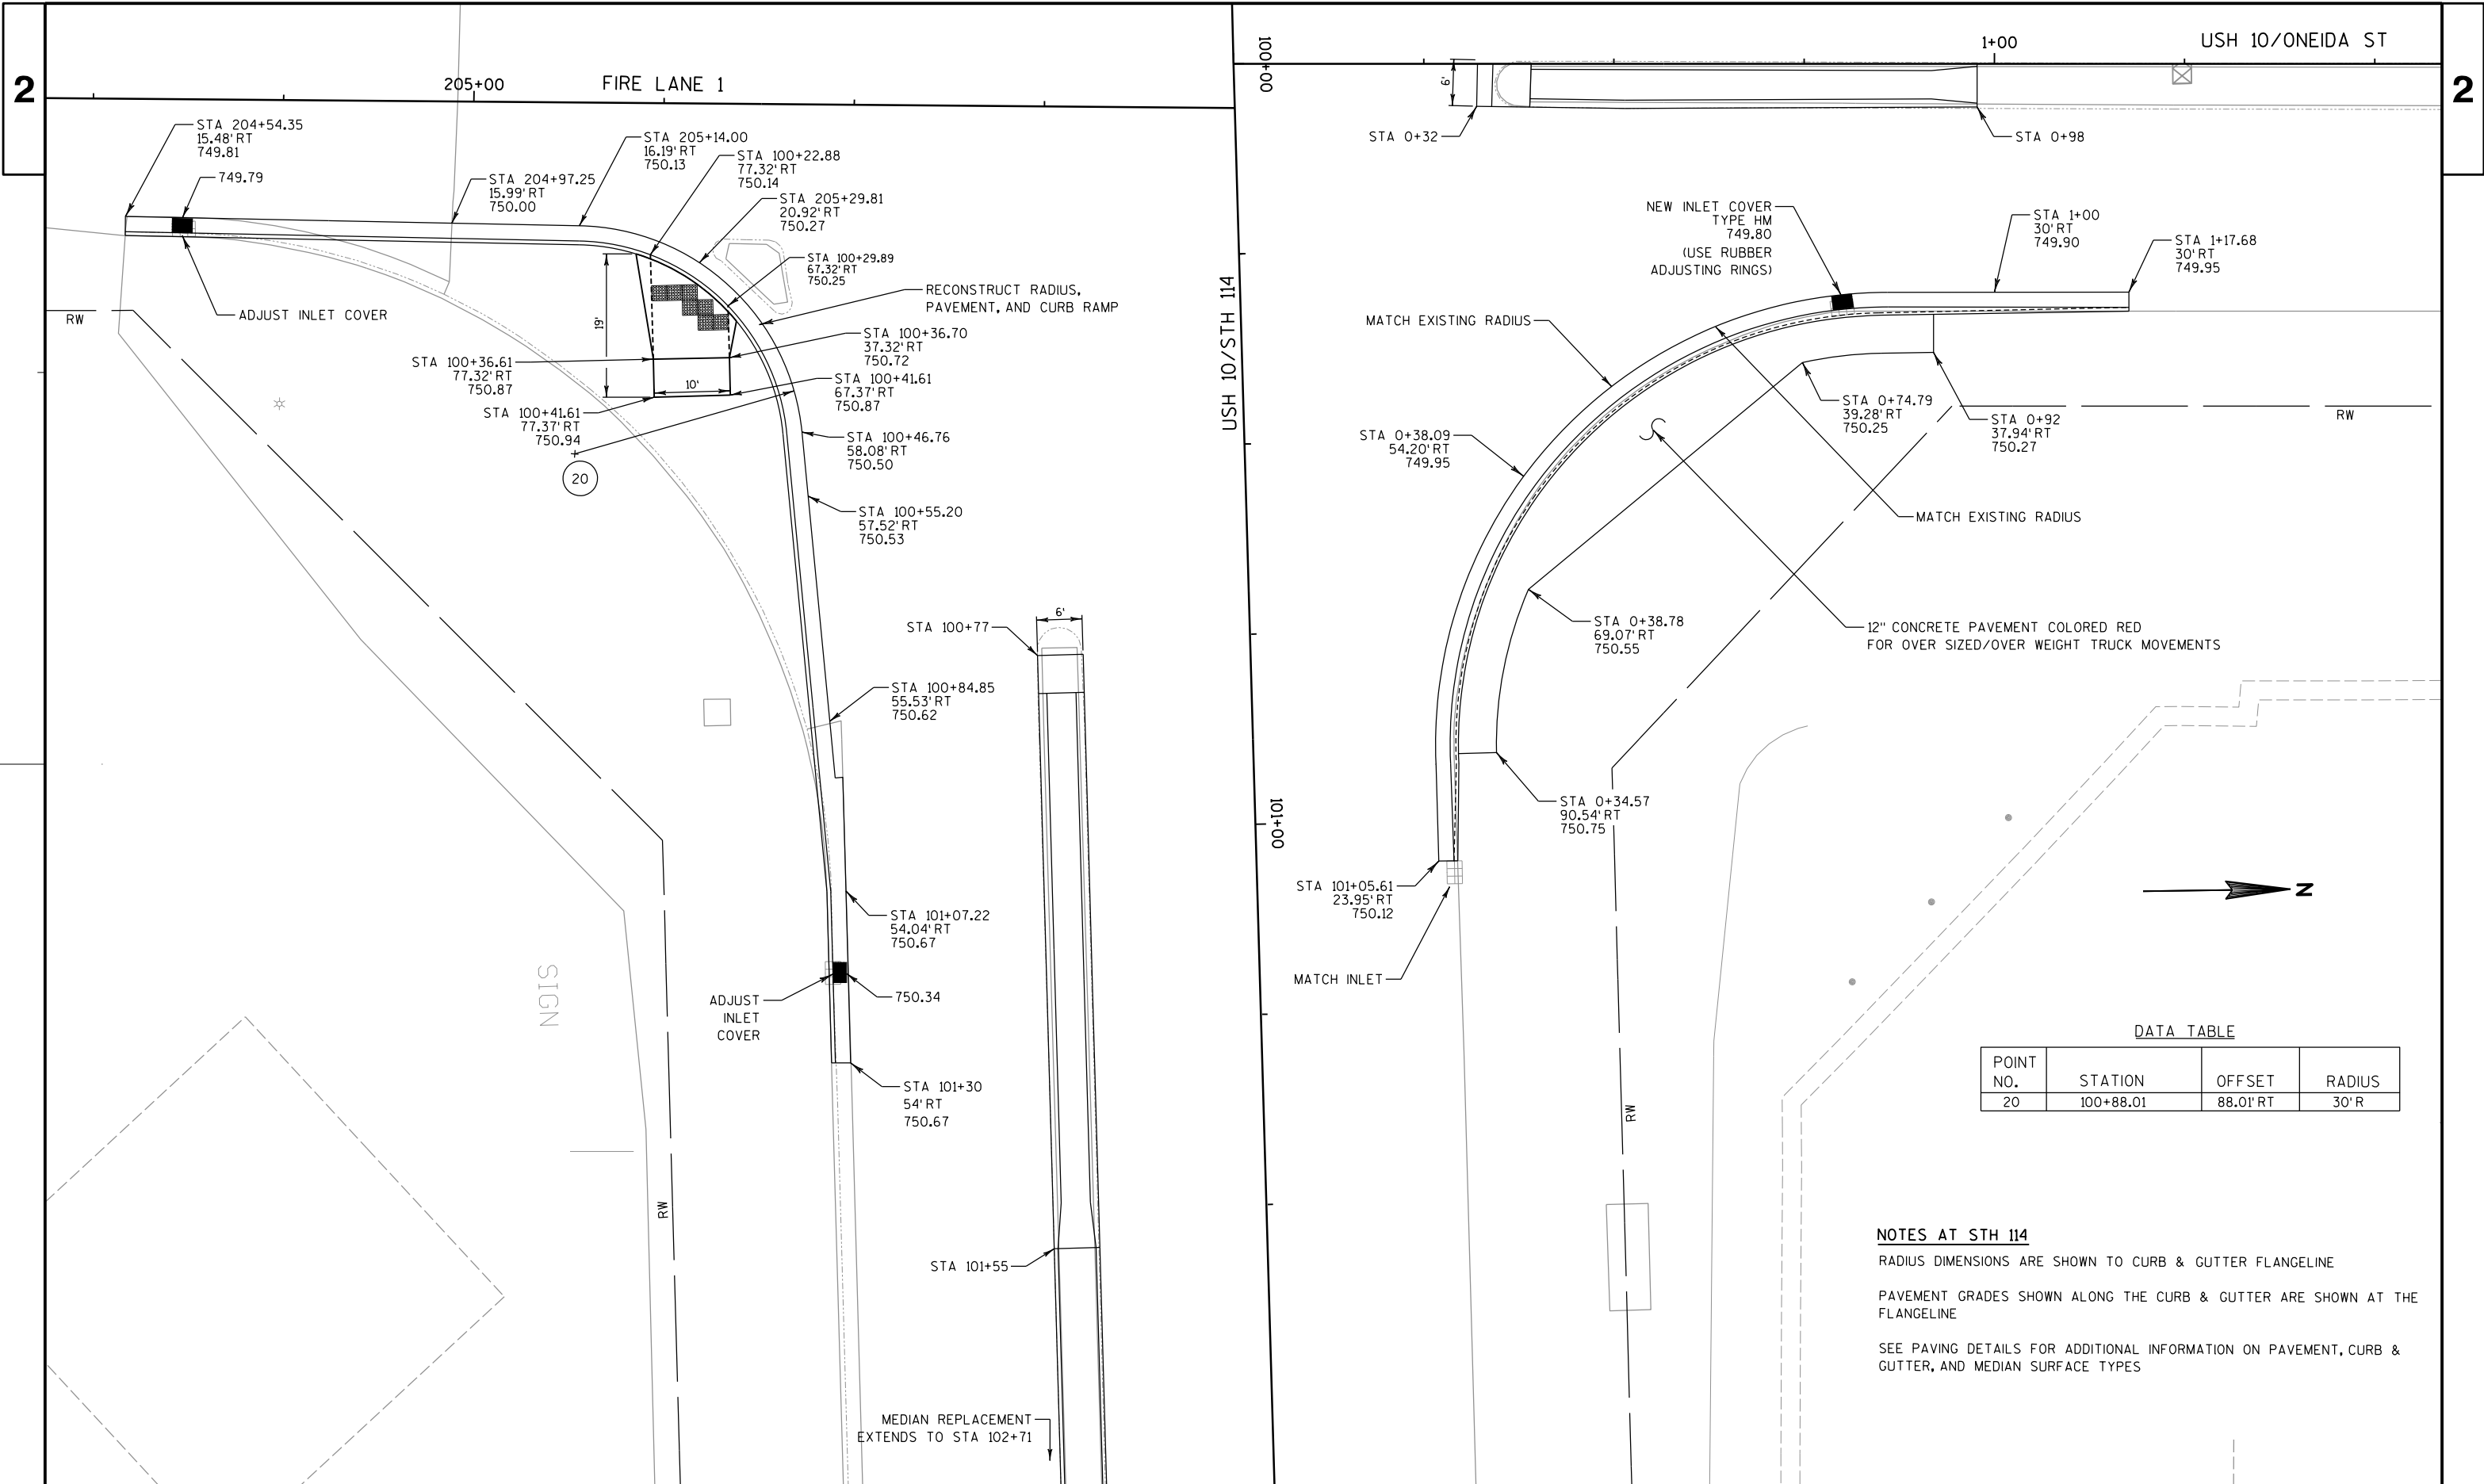 2
205+00
FIRE LANE 1
100+00
1+00
USH 10/ONEIDA ST
2
STA 204+54.35
15.48' RT
749.81
749.79
STA 204+97.25
15.99' RT
750.00
STA 205+14.00
16.19' RT
750.13
STA 100+22.88
77.32' RT
750.14
STA 205+29.81
20.92' RT
750.27
STA 100+29.89
67.32' RT
750.25
RECONSTRUCT RADIUS,
PAVEMENT, AND CURB RAMP
RW
ADJUST INLET COVER
19'
10'
STA 100+36.61
77.32' RT
750.87
STA 100+36.70
37.32' RT
750.72
STA 100+41.61
67.37' RT
750.87
STA 100+41.61
77.37' RT
750.94
20
STA 100+46.76
58.08' RT
750.50
STA 100+55.20
57.52' RT
750.53
STA 100+77
6'
STA 100+84.85
55.53' RT
750.62
STA 101+07.22
54.04' RT
750.67
SIGN
ADJUST
INLET
COVER
750.34
STA 101+30
54' RT
750.67
RW
STA 101+55
MEDIAN REPLACEMENT
EXTENDS TO STA 102+71
USH 10/STH 114
101+00
6'
STA 0+32
STA 0+98
NEW INLET COVER
TYPE HM
749.80
(USE RUBBER
ADJUSTING RINGS)
STA 1+00
30' RT
749.90
STA 1+17.68
30' RT
749.95
MATCH EXISTING RADIUS
STA 0+38.09
54.20' RT
749.95
STA 0+74.79
39.28' RT
750.25
STA 0+92
37.94' RT
750.27
RW
MATCH EXISTING RADIUS
STA 0+38.78
69.07' RT
750.55
12" CONCRETE PAVEMENT COLORED RED
FOR OVER SIZED/OVER WEIGHT TRUCK MOVEMENTS
STA 0+34.57
90.54' RT
750.75
STA 101+05.61
23.95' RT
750.12
MATCH INLET
N
RW
DATA TABLE
POINT NO. STATION OFFSET RADIUS
20 100+88.01 88.01' RT 30' R
NOTES AT STH 114
RADIUS DIMENSIONS ARE SHOWN TO CURB & GUTTER FLANGELINE
PAVEMENT GRADES SHOWN ALONG THE CURB & GUTTER ARE SHOWN AT THE
FLANGELINE
SEE PAVING DETAILS FOR ADDITIONAL INFORMATION ON PAVEMENT, CURB &
GUTTER, AND MEDIAN SURFACE TYPES